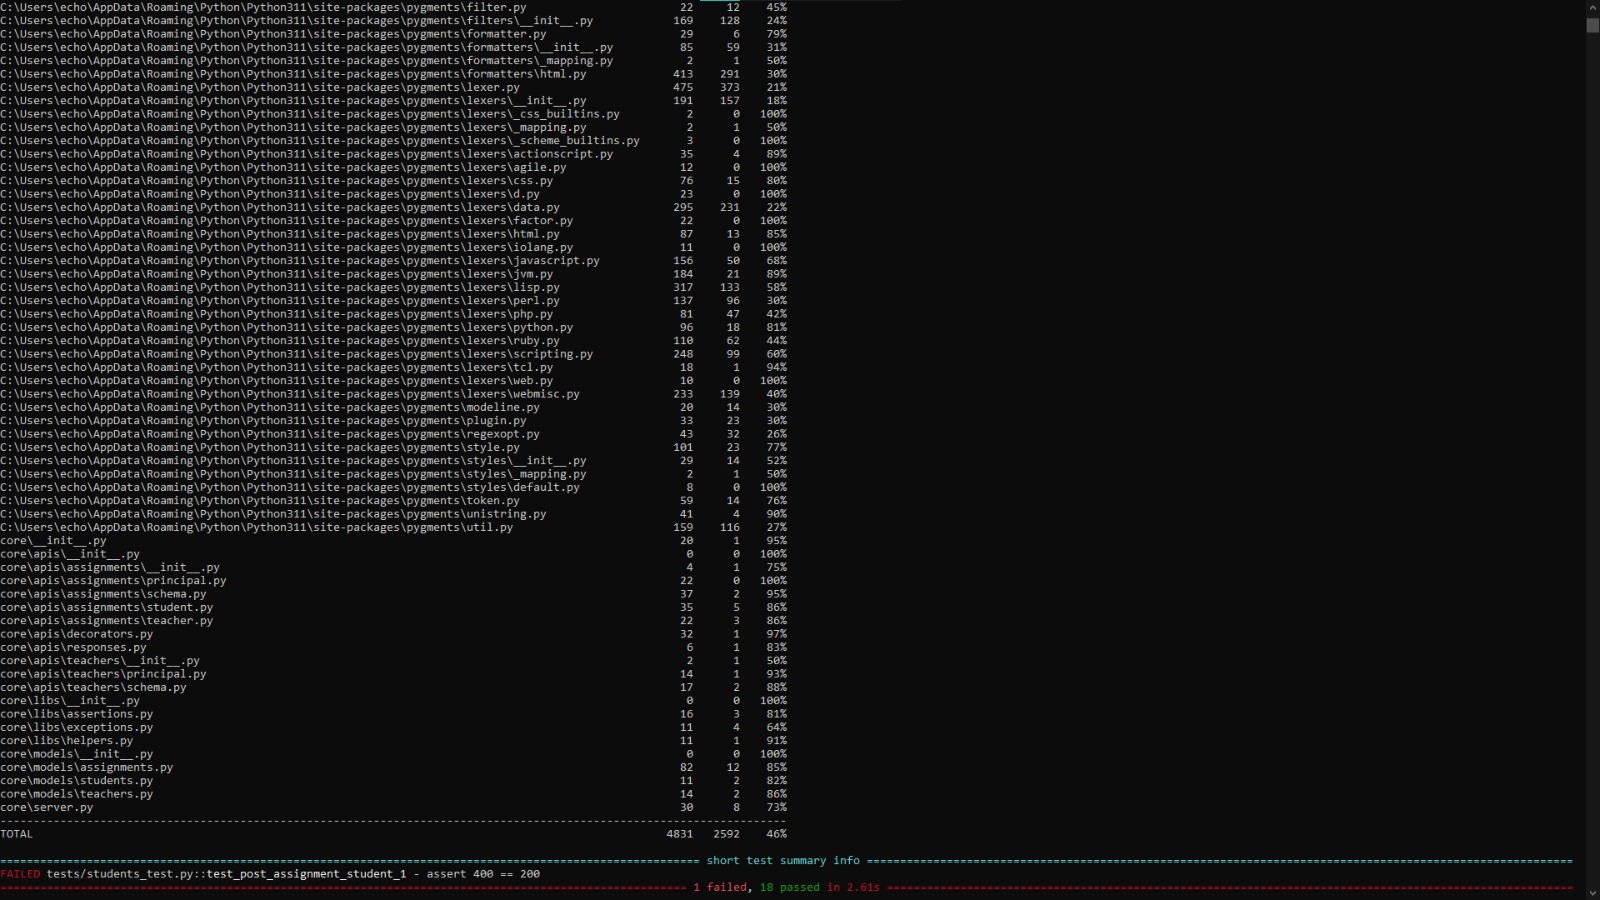 C:\Users\echo\AppData\Roaming\Python\Python311\site-packages\pygments\filter.py 22 12 45%
C:\Users\echo\AppData\Roaming\Python\Python311\site-packages\pygments\filters\__init__.py 169 128 24%
C:\Users\echo\AppData\Roaming\Python\Python311\site-packages\pygments\formatter.py 29 6 79%
C:\Users\echo\AppData\Roaming\Python\Python311\site-packages\pygments\formatters\__init__.py 85 59 31%
C:\Users\echo\AppData\Roaming\Python\Python311\site-packages\pygments\formatters\_mapping.py 2 1 50%
C:\Users\echo\AppData\Roaming\Python\Python311\site-packages\pygments\formatters\html.py 413 291 30%
C:\Users\echo\AppData\Roaming\Python\Python311\site-packages\pygments\lexer.py 475 373 21%
C:\Users\echo\AppData\Roaming\Python\Python311\site-packages\pygments\lexers\__init__.py 191 157 18%
C:\Users\echo\AppData\Roaming\Python\Python311\site-packages\pygments\lexers\_css_builtins.py 2 0 100%
C:\Users\echo\AppData\Roaming\Python\Python311\site-packages\pygments\lexers\_mapping.py 2 1 50%
C:\Users\echo\AppData\Roaming\Python\Python311\site-packages\pygments\lexers\_scheme_builtins.py 3 0 100%
C:\Users\echo\AppData\Roaming\Python\Python311\site-packages\pygments\lexers\actionscript.py 35 4 89%
C:\Users\echo\AppData\Roaming\Python\Python311\site-packages\pygments\lexers\agile.py 12 0 100%
C:\Users\echo\AppData\Roaming\Python\Python311\site-packages\pygments\lexers\css.py 76 15 80%
C:\Users\echo\AppData\Roaming\Python\Python311\site-packages\pygments\lexers\d.py 23 0 100%
C:\Users\echo\AppData\Roaming\Python\Python311\site-packages\pygments\lexers\data.py 295 231 22%
C:\Users\echo\AppData\Roaming\Python\Python311\site-packages\pygments\lexers\factor.py 22 0 100%
C:\Users\echo\AppData\Roaming\Python\Python311\site-packages\pygments\lexers\html.py 87 13 85%
C:\Users\echo\AppData\Roaming\Python\Python311\site-packages\pygments\lexers\iolang.py 11 0 100%
C:\Users\echo\AppData\Roaming\Python\Python311\site-packages\pygments\lexers\javascript.py 156 50 68%
C:\Users\echo\AppData\Roaming\Python\Python311\site-packages\pygments\lexers\jvm.py 184 21 89%
C:\Users\echo\AppData\Roaming\Python\Python311\site-packages\pygments\lexers\lisp.py 317 133 58%
C:\Users\echo\AppData\Roaming\Python\Python311\site-packages\pygments\lexers\perl.py 137 96 30%
C:\Users\echo\AppData\Roaming\Python\Python311\site-packages\pygments\lexers\php.py 81 47 42%
C:\Users\echo\AppData\Roaming\Python\Python311\site-packages\pygments\lexers\python.py 96 18 81%
C:\Users\echo\AppData\Roaming\Python\Python311\site-packages\pygments\lexers\ruby.py 110 62 44%
C:\Users\echo\AppData\Roaming\Python\Python311\site-packages\pygments\lexers\scripting.py 248 99 60%
C:\Users\echo\AppData\Roaming\Python\Python311\site-packages\pygments\lexers\tcl.py 18 1 94%
C:\Users\echo\AppData\Roaming\Python\Python311\site-packages\pygments\lexers\web.py 10 0 100%
C:\Users\echo\AppData\Roaming\Python\Python311\site-packages\pygments\lexers\webmisc.py 233 139 40%
C:\Users\echo\AppData\Roaming\Python\Python311\site-packages\pygments\modeline.py 20 14 30%
C:\Users\echo\AppData\Roaming\Python\Python311\site-packages\pygments\plugin.py 33 23 30%
C:\Users\echo\AppData\Roaming\Python\Python311\site-packages\pygments\regexopt.py 43 32 26%
C:\Users\echo\AppData\Roaming\Python\Python311\site-packages\pygments\style.py 101 23 77%
C:\Users\echo\AppData\Roaming\Python\Python311\site-packages\pygments\styles\__init__.py 29 14 52%
C:\Users\echo\AppData\Roaming\Python\Python311\site-packages\pygments\styles\_mapping.py 2 1 50%
C:\Users\echo\AppData\Roaming\Python\Python311\site-packages\pygments\styles\default.py 8 0 100%
C:\Users\echo\AppData\Roaming\Python\Python311\site-packages\pygments\token.py 59 14 76%
C:\Users\echo\AppData\Roaming\Python\Python311\site-packages\pygments\unistring.py 41 4 90%
C:\Users\echo\AppData\Roaming\Python\Python311\site-packages\pygments\util.py 159 116 27%
core\__init__.py 20 1 95%
core\apis\__init__.py 0 0 100%
core\apis\assignments\__init__.py 4 1 75%
core\apis\assignments\principal.py 22 0 100%
core\apis\assignments\schema.py 37 2 95%
core\apis\assignments\student.py 35 5 86%
core\apis\assignments\teacher.py 22 3 86%
core\apis\decorators.py 32 1 97%
core\apis\responses.py 6 1 83%
core\apis\teachers\__init__.py 2 1 50%
core\apis\teachers\principal.py 14 1 93%
core\apis\teachers\schema.py 17 2 88%
core\libs\__init__.py 0 0 100%
core\libs\assertions.py 16 3 81%
core\libs\exceptions.py 11 4 64%
core\libs\helpers.py 11 1 91%
core\models\__init__.py 0 0 100%
core\models\assignments.py 82 12 85%
core\models\students.py 11 2 82%
core\models\teachers.py 14 2 86%
core\server.py 30 8 73%
TOTAL 4831 2592 46%
short test summary info
FAILED tests/students_test.py::test_post_assignment_student_1 - assert 400 == 200
1 failed, 18 passed in 2.61s